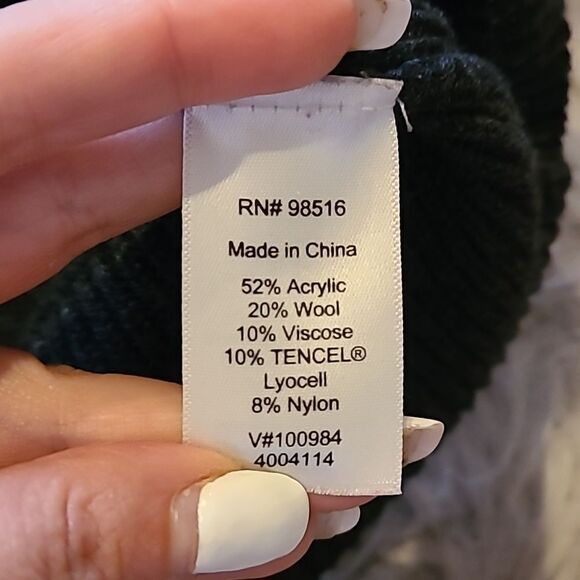 RN# 98516
Made in China
52% Acrylic
20% Wool
10% Viscose
10% TENCEL®
Lyocell
8% Nylon
V#100984
4004114